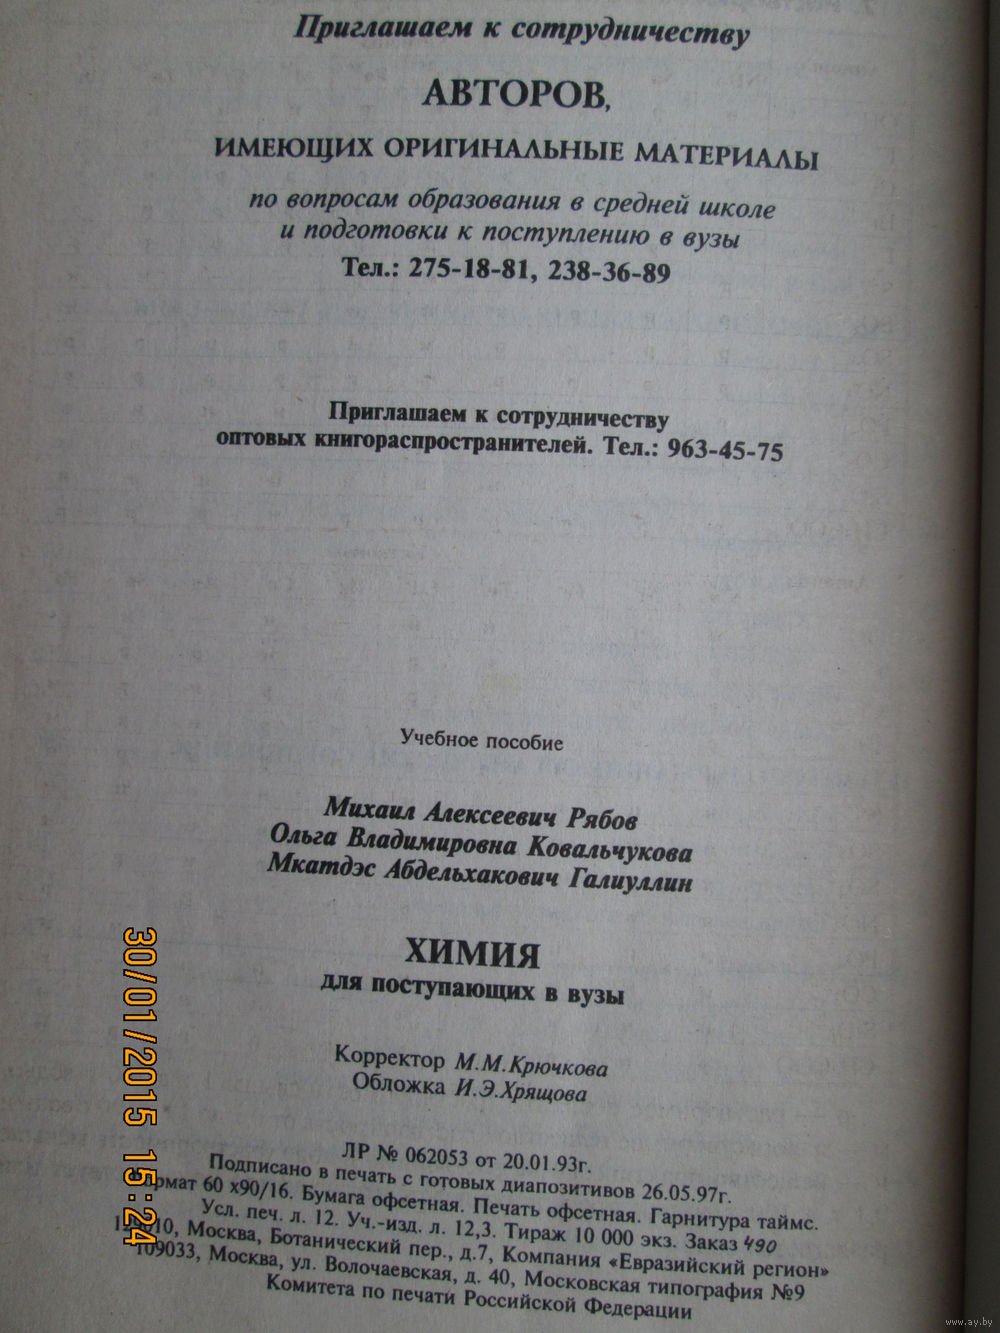 Приглашаем к сотрудничеству
АВТОРОВ,
ИМЕЮЩИХ ОРИГИНАЛЬНЫЕ МАТЕРИАЛЫ
по вопросам образования в средней школе
и подготовки к поступлению в вузы
Тел.: 275-18-81, 238-36-89
Приглашаем к сотрудничеству
оптовых книгораспространителей. Тел.: 963-45-75
Учебное пособие
Михаил Алексеевич Рябов
Ольга Владимировна Ковальчукова
Мкатдэс Абдельхакович Галиуллин
ХИМИЯ
для поступающих в вузы
Корректор М.М.Крючкова
Обложка И.Э.Хрящова
ЛР № 062053 от 20.01.93г.
Подписано в печать с готовых диапозитивов 26.05.97г.
60 х90/16. Бумага офсетная. Печать офсетная. Гарнитура таймс.
Усл. печ. л. 12. Уч.-изд. л. 12,3. Тираж 10 000 экз. Заказ 490
Москва, Ботанический пер., д.7, Компания «Евразийский регион»
109033, Москва, ул. Волочаевская, д. 40, Московская типография №9
Комитета по печати Российской Федерации
30/01/2015 15:24
www.ay.by